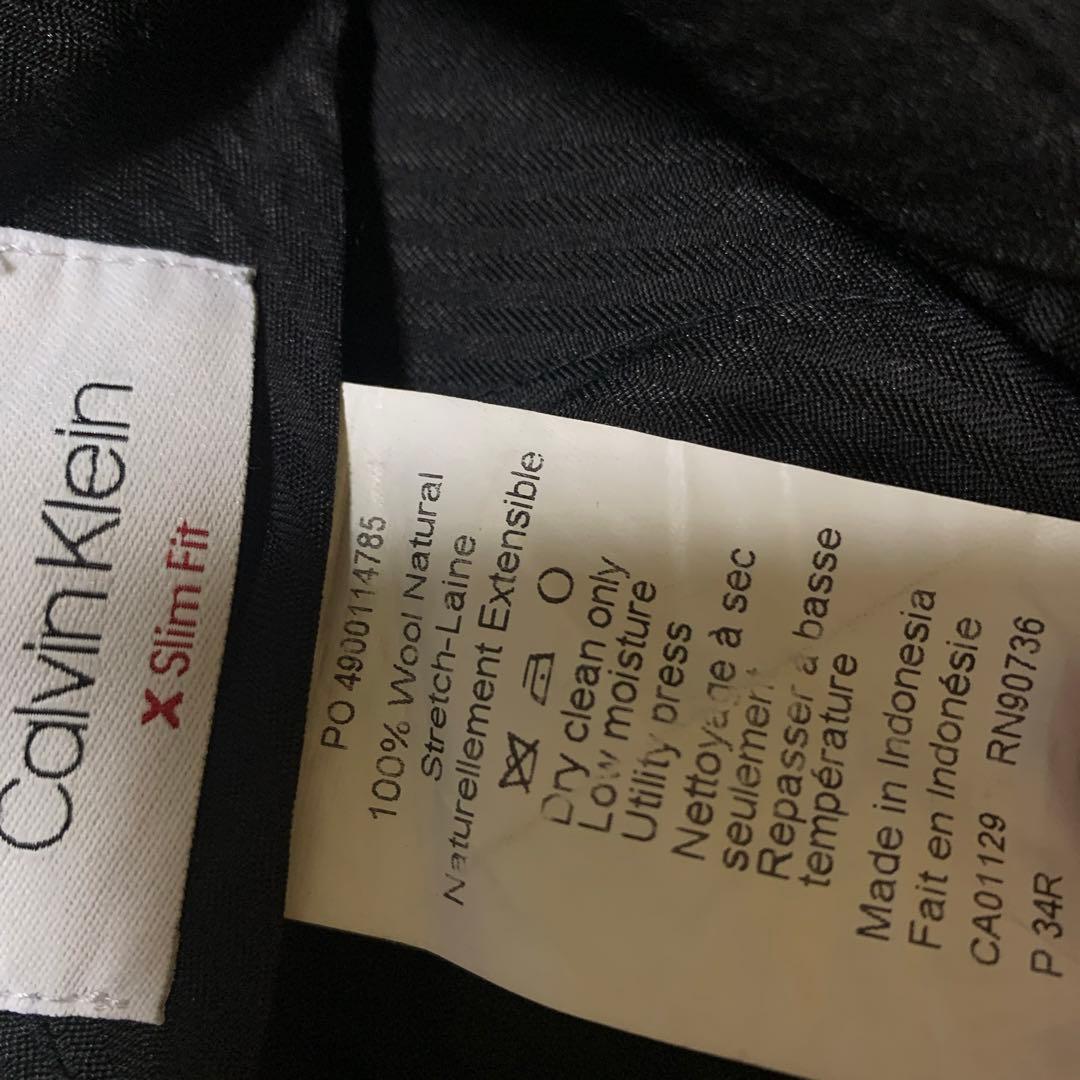 Calvin Klein
X Slim Fit
PO 4900114785
100% Wool Natural
Stretch-Laine
Naturellement Extensible
Dry clean only
Low moisture
Utility press
Nettoyage à sec
seulement
Repasser a basse
température
Made in Indonesia
Fait en Indonésie
CA01129 RN90736
P 34R